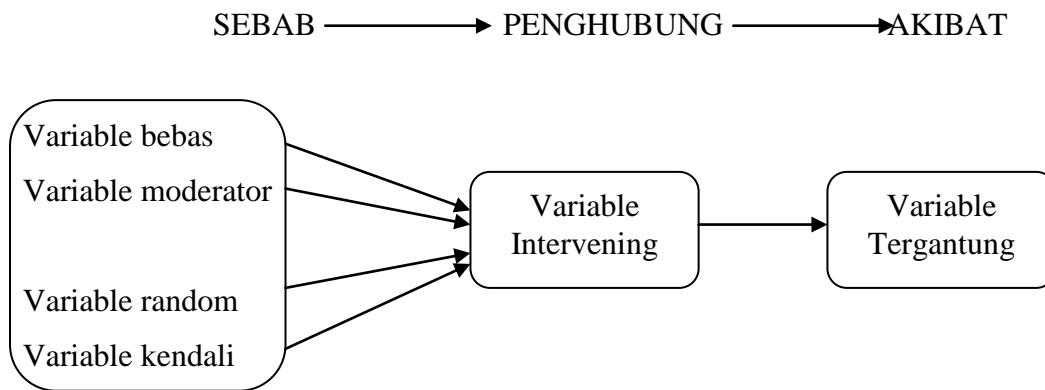 SEBAB PENGHUBUNG AKIBAT
Variable bebas
Variable moderator
Variable random
Variable kendali
Variable
Intervening
Variable
Tergantung